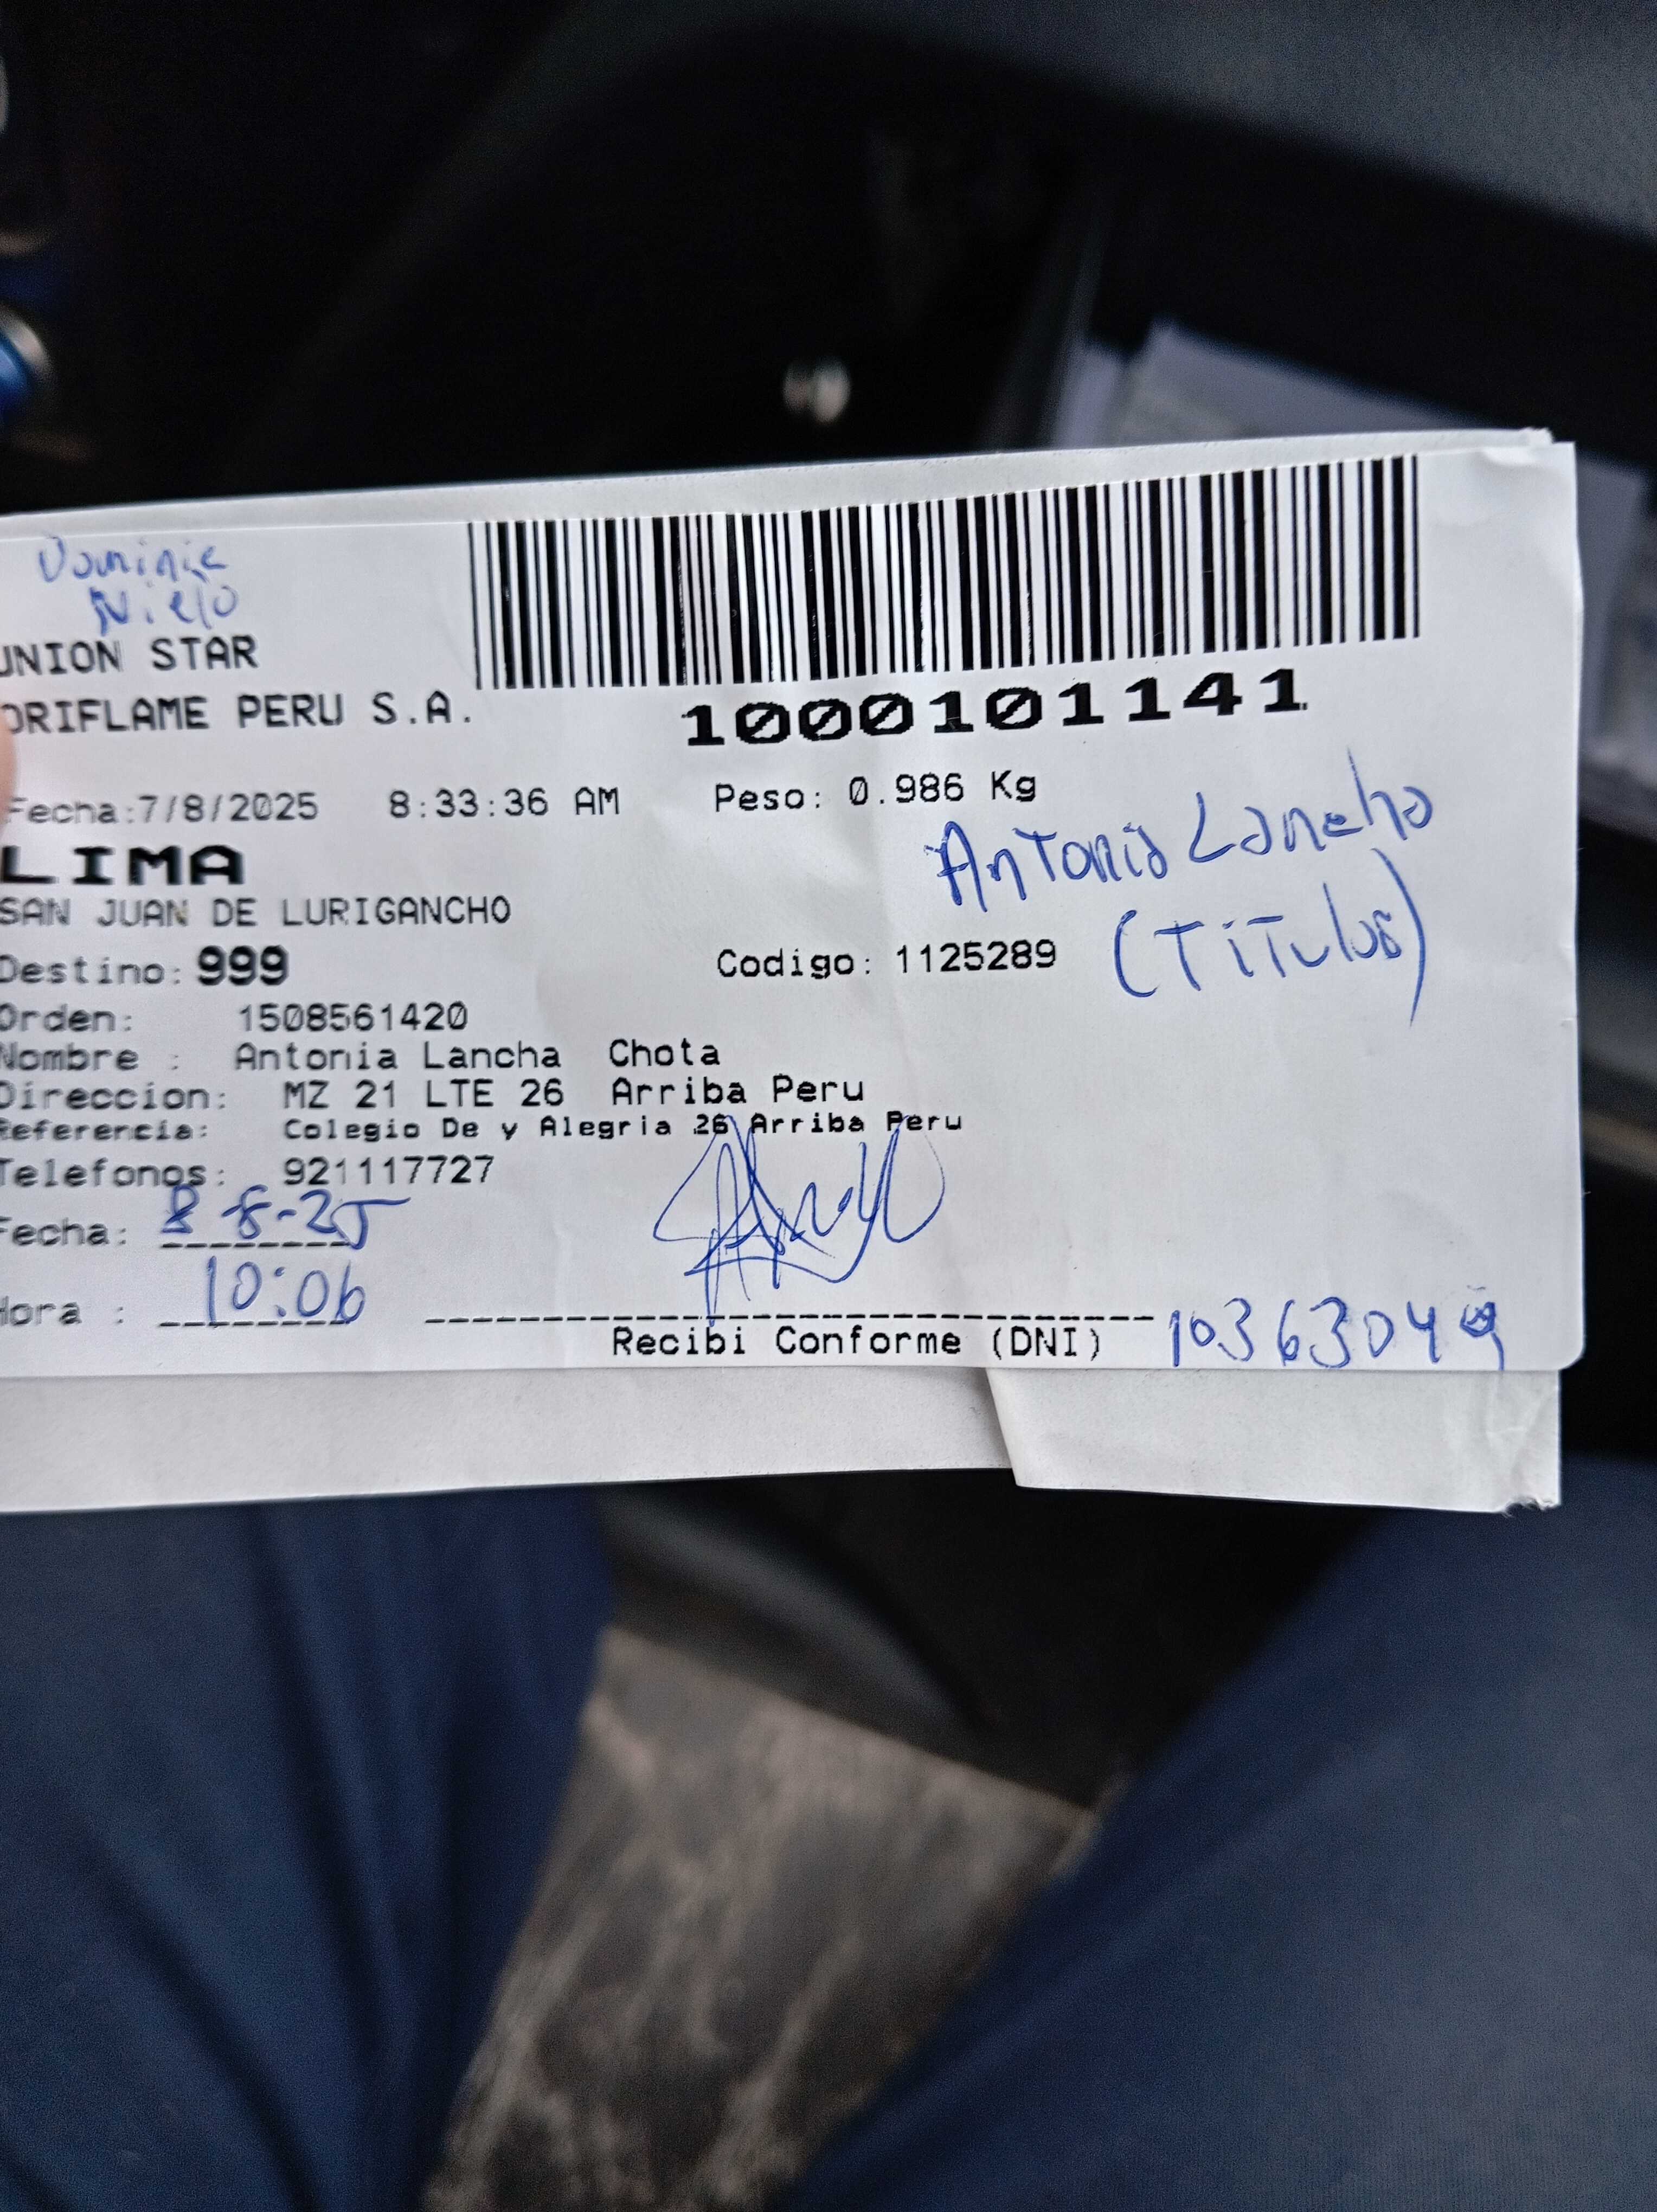 Dominic
Nielo
UNION STAR
ORIFLAME PERU S.A.
1000101141
Fecha:7/8/2025 8:33:36 AM Peso: 0.986 Kg
LIMA
Antonia Lancho
SAN JUAN DE LURIGANCHO
(Titular)
Destino: 999 Codigo: 1125289
Orden: 1508561420
Nombre : Antonia Lancha Chota
Direccion: MZ 21 LTE 26 Arriba Peru
Referencia: Colegio De y Alegria 26 Arriba Peru
Telefonos: 921117727
Fecha: 8-8-25
Hora : 10:06
Recibi Conforme (DNI) 10363049